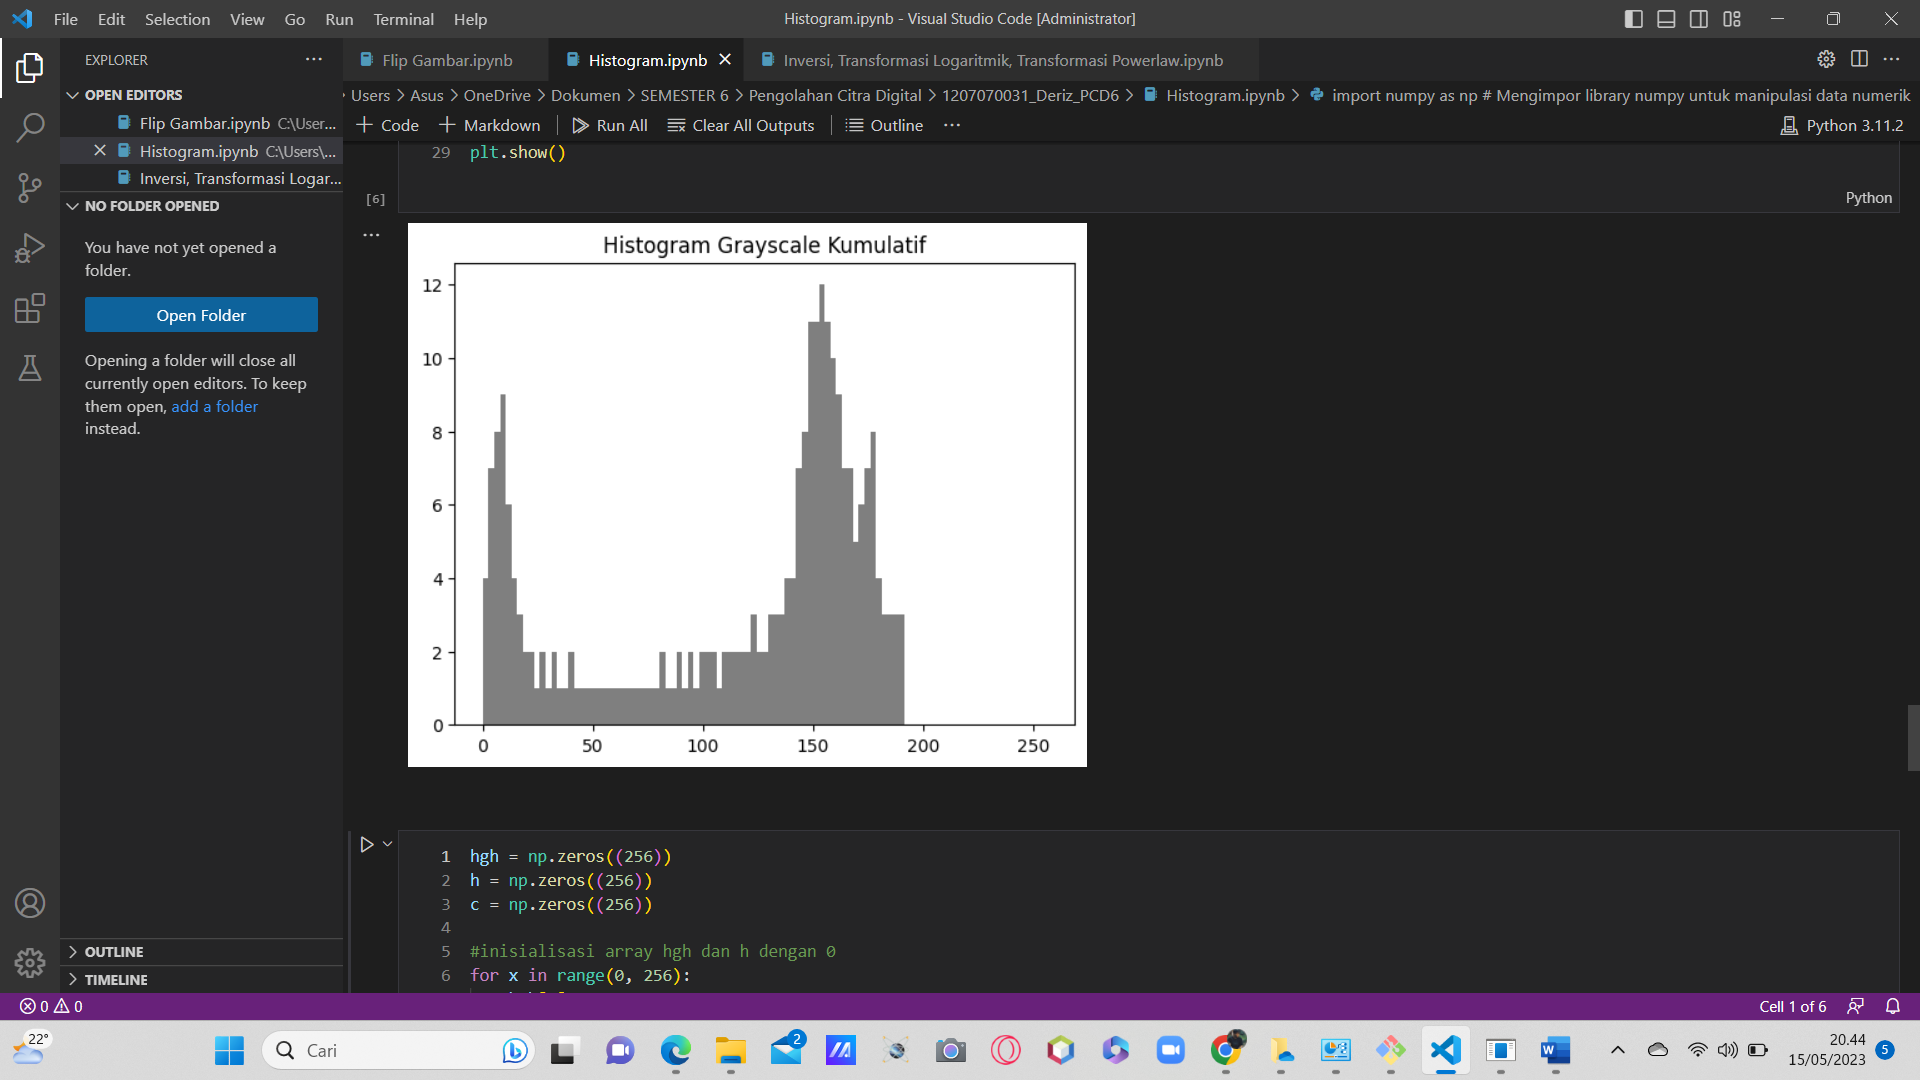 File Edit Selection View Go Run Terminal Help
Histogram.ipynb - Visual Studio Code [Administrator]
EXPLORER
OPEN EDITORS
Flip Gambar.ipynb C:\User...
Histogram.ipynb C:\Users\...
Inversi, Transformasi Logar...
NO FOLDER OPENED
You have not yet opened a
folder.
Open Folder
Opening a folder will close all
currently open editors. To keep
them open, add a folder
instead.
OUTLINE
TIMELINE
Flip Gambar.ipynb
Histogram.ipynb
Inversi, Transformasi Logaritmik, Transformasi Powerlaw.ipynb
Users > Asus > OneDrive > Dokumen > SEMESTER 6 > Pengolahan Citra Digital > 1207070031_Deriz_PCD6 > Histogram.ipynb > import numpy as np # Mengimpor library numpy untuk manipulasi data numerik
+ Code + Markdown Run All Clear All Outputs Outline ...
Python 3.11.2
29 plt.show()
[6]
Python
Histogram Grayscale Kumulatif
12
10
8
6
4
2
0
0 50 100 150 200 250
1 hgh = np.zeros((256))
2 h = np.zeros((256))
3 c = np.zeros((256))
4
5 #inisialisasi array hgh dan h dengan 0
6 for x in range(0, 256):
0 0
Cell 1 of 6
22°
Cari
2
20.44
15/05/2023
5